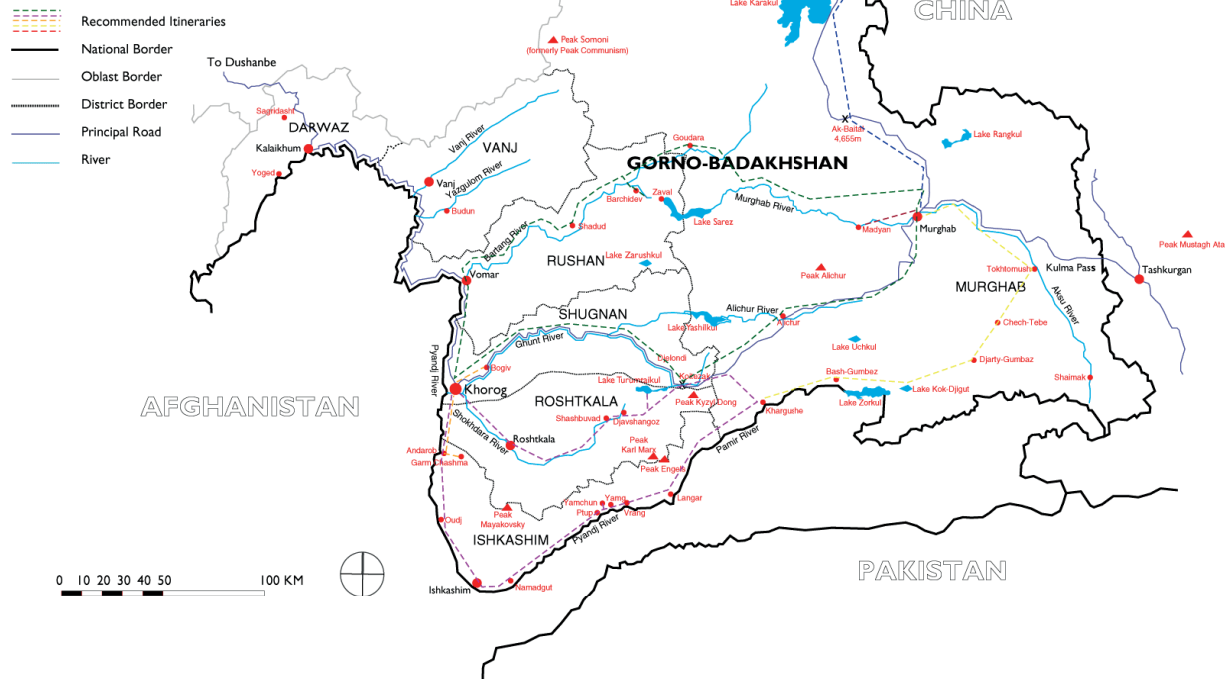 Recommended Itineraries
National Border
Oblast Border
District Border
Principal Road
River
To Dushanbe
Lake Karakul
CHINA
Peak Somoni
(formerly Peak Communism)
Sagridasht
DARWAZ
Kalaikhum
Yoged
Vanj River
VANJ
Yazgulom River
Vanj
Budun
Ak-Baital
4,655m
Lake Rangkul
Goudara
GORNO-BADAKHSHAN
Barchidev
Zaval
Murghab River
Lake Sarez
Madyan
Murghab
Shadud
Bartang River
Lake Zarushkul
RUSHAN
Vomar
Peak Alichur
Tokhtomush
Kulma Pass
Peak Mustagh Ata
Tashkurgan
MURGHAB
Aksu River
SHUGNAN
Alichur River
Lake Yashilkul
Alichur
Chech-Tebe
Ghunt River
Pyandj River
Lake Uchkul
Djarty-Gumbaz
Bogiv
Djelondi
Bash-Gumbez
Shaimak
Khorog
Lake Turumtaikul
Peak Kyzyl Dong
Lake Kok-Djigut
Lake Zorkul
Khargushe
AFGHANISTAN
ROSHTKALA
Shashbuvad
Djavshangoz
Shokhdara River
Roshtkala
Peak
Karl Marx
Pamir River
Andarob
Garm Chashma
Peak Engels
Langar
Yamchun
Yamg
Ptup
Vrang
Peak
Mayakovsky
Oudj
Pyandj River
ISHKASHIM
PAKISTAN
0 10 20 30 40 50 100 KM
Ishkashim
Namadgut